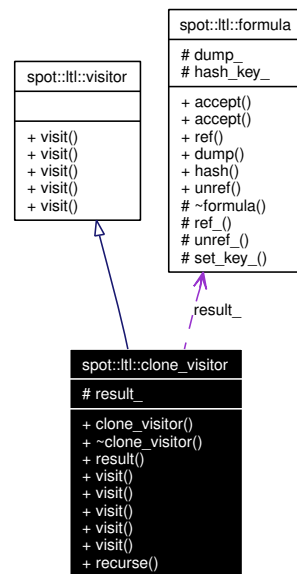 spot::ltl::formula
# dump_
# hash_key_
+ accept()
+ accept()
+ ref()
+ dump()
+ hash()
+ unref()
# ~formula()
# ref_()
# unref_()
# set_key_()
spot::ltl::visitor
+ visit()
+ visit()
+ visit()
+ visit()
+ visit()
result_
spot::ltl::clone_visitor
# result_
+ clone_visitor()
+ ~clone_visitor()
+ result()
+ visit()
+ visit()
+ visit()
+ visit()
+ visit()
+ recurse()